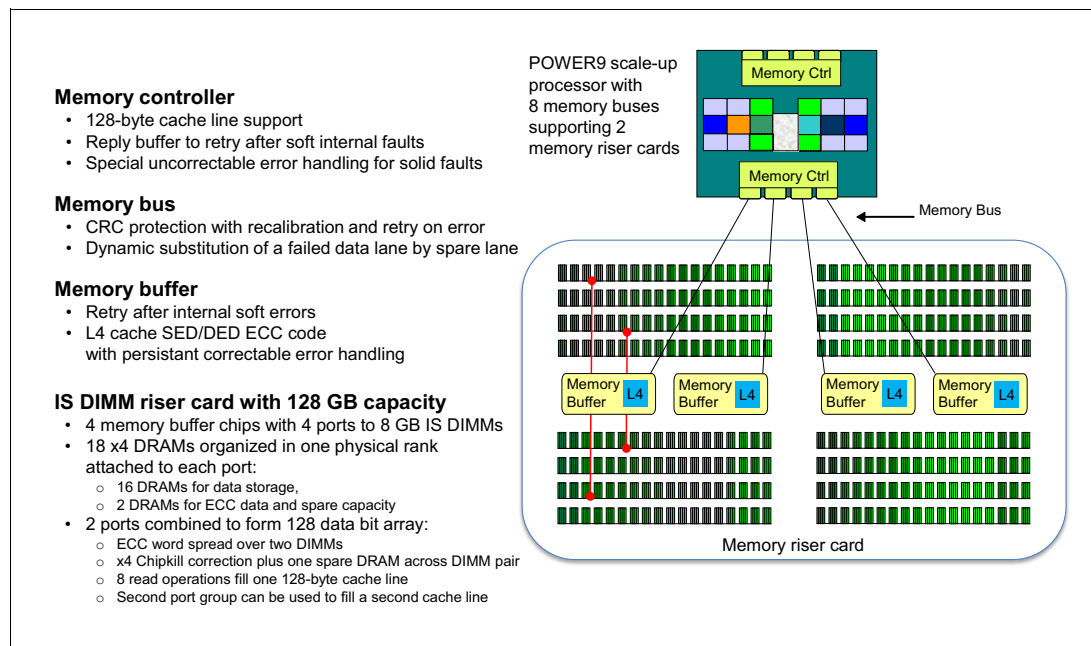 Memory controller
• 128-byte cache line support
• Reply buffer to retry after soft internal faults
• Special uncorrectable error handling for solid faults
Memory bus
• CRC protection with recalibration and retry on error
• Dynamic substitution of a failed data lane by spare lane
Memory buffer
• Retry after internal soft errors
• L4 cache SED/DED ECC code
with persistant correctable error handling
IS DIMM riser card with 128 GB capacity
• 4 memory buffer chips with 4 ports to 8 GB IS DIMMs
• 18 x4 DRAMs organized in one physical rank
attached to each port:
o 16 DRAMs for data storage,
o 2 DRAMs for ECC data and spare capacity
• 2 ports combined to form 128 data bit array:
o ECC word spread over two DIMMs
o x4 Chipkill correction plus one spare DRAM across DIMM pair
o 8 read operations fill one 128-byte cache line
o Second port group can be used to fill a second cache line
POWER9 scale-up
processor with
8 memory buses
supporting 2
memory riser cards
Memory Ctrl
Memory Ctrl
Memory Bus
Memory
Buffer
L4
Memory
Buffer
L4
Memory
Buffer
L4
Memory
Buffer
L4
Memory riser card